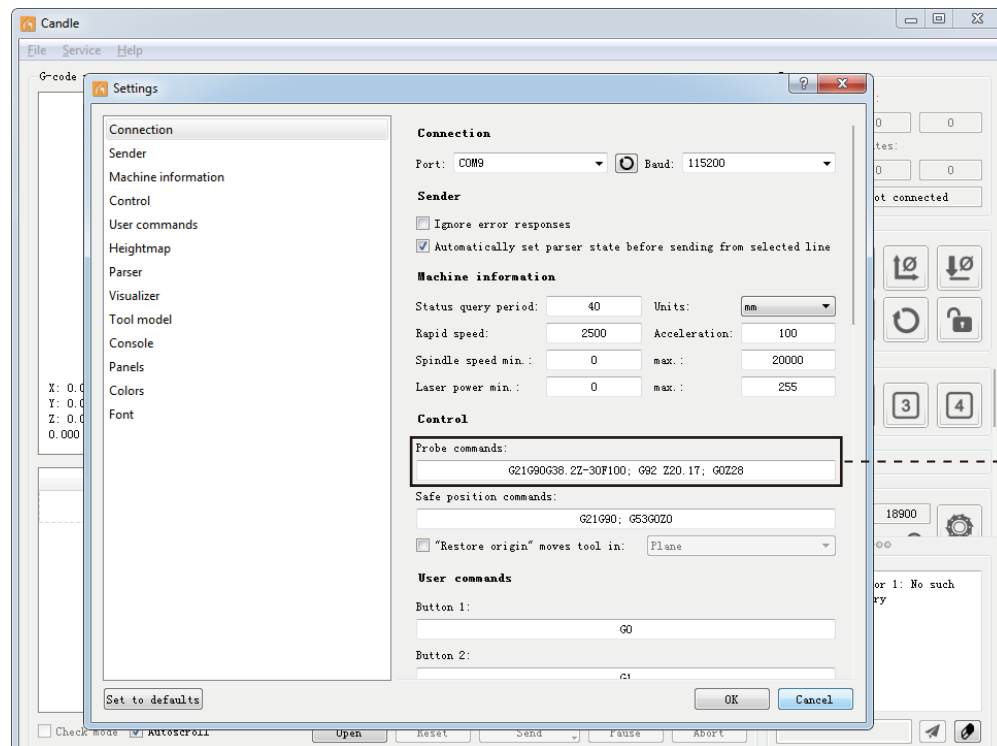 Candle
File Service Help
G-code
Settings
Connection
Sender
Machine information
Control
User commands
Heightmap
Parser
Visualizer
Tool model
Console
Panels
Colors
Font
Connection
Port: COM9 Baud: 115200
Sender
Ignore error responses
Automatically set parser state before sending from selected line
Machine information
Status query period: 40 Units: mm
Rapid speed: 2500 Acceleration: 100
Spindle speed min.: 0 max.: 20000
Laser power min.: 0 max.: 255
Control
Probe commands:
G21G90G38.2Z-30F100; G92 Z20.17; G0Z28
Safe position commands:
G21G90; G53G0Z0
"Restore origin" moves tool in: Plane
User commands
Button 1:
G0
Button 2:
G1
Set to defaults OK Cancel
0 0
tes:
0 0
ot connected
3 4
18900
X: 0.0
Y: 0.0
Z: 0.0
0.000
or 1: No such
ry
Check mode Autoscroll Open Reset Send Pause Abort